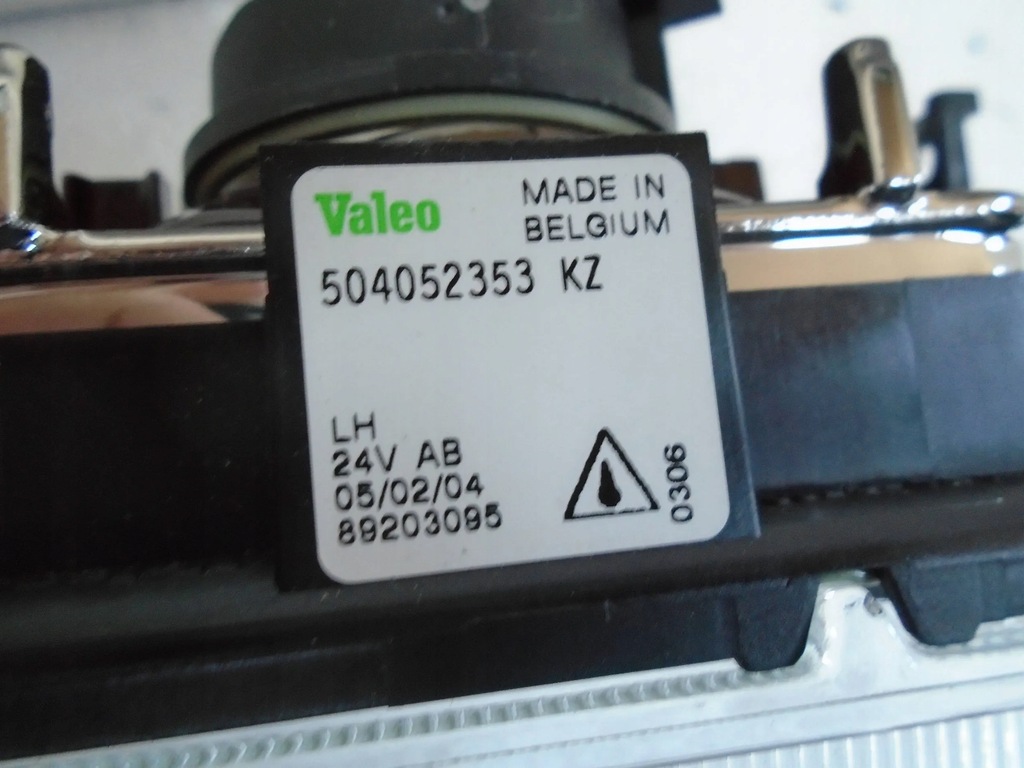 Valeo
MADE IN
BELGIUM
504052353 KZ
LH
24V AB
05/02/04
89203095
0306